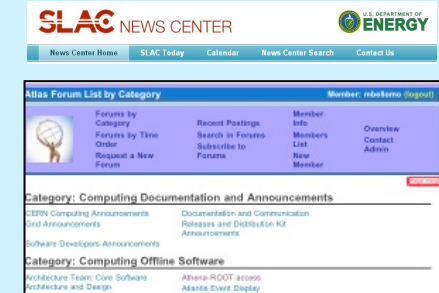 SLAC NEWS CENTER
U.S. DEPARTMENT OF
ENERGY
News Center Home SLAC Today Calendar News Center Search Contact Us
Atlas Forum List by Category Member: mbellomo (logout)
Forums by Category
Forums by Time Order
Request a New Forum
Recent Postings
Search in Forums
Subscribe to Forums
Member Info
Members List
New Member
Overview
Contact Admin
Category: Computing Documentation and Announcements
CERN Computing Announcements Documentation and Communication
Grid Announcements Releases and Distribution Kit Announcements
Software Developers Announcements
Category: Computing Offline Software
Architecture Team: Core Software Athena-ROOT access
Architecture and Design Atlantis Event Display